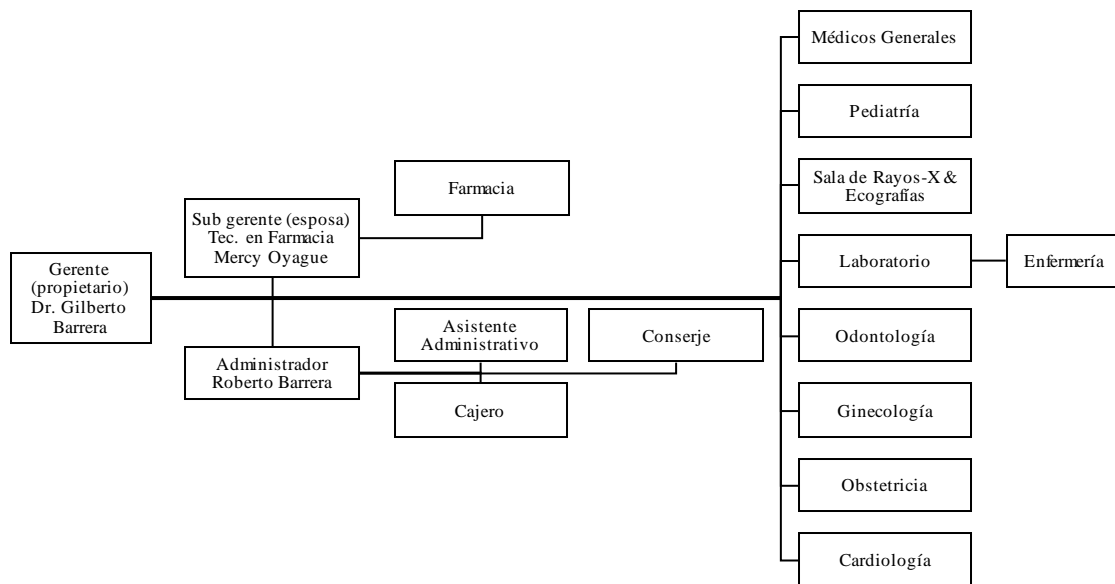 Gerente
(propietario)
Dr. Gilberto
Barrera
Sub gerente (esposa)
Tec. en Farmacia
Mercy Oyague
Farmacia
Administrador
Roberto Barrera
Asistente
Administrativo
Cajero
Conserje
Médicos Generales
Pediatría
Sala de Rayos-X &
Ecografías
Laboratorio
Enfermería
Odontología
Ginecología
Obstetricia
Cardiología